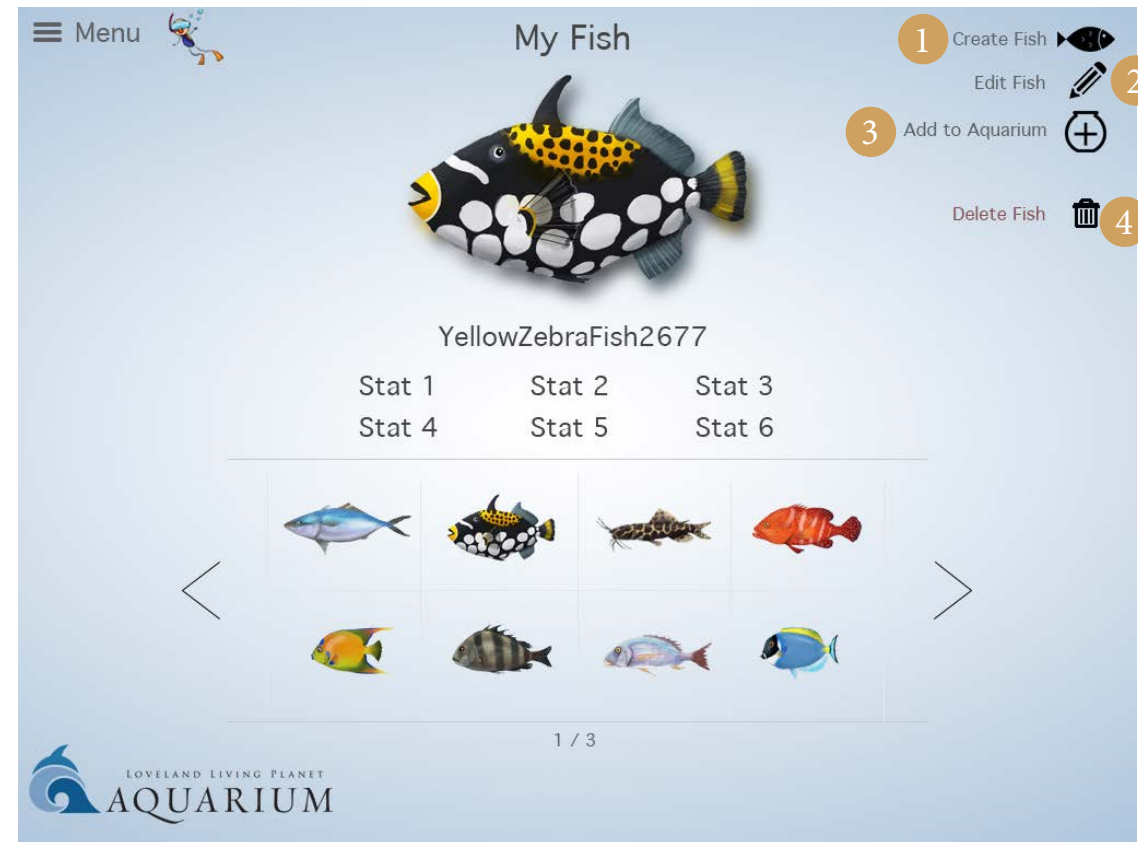 Menu
My Fish
1 Create Fish
Edit Fish 2
3 Add to Aquarium
Delete Fish 4
YellowZebraFish2677
Stat 1 Stat 2 Stat 3
Stat 4 Stat 5 Stat 6
1 / 3
LOVELAND LIVING PLANET
AQUARIUM